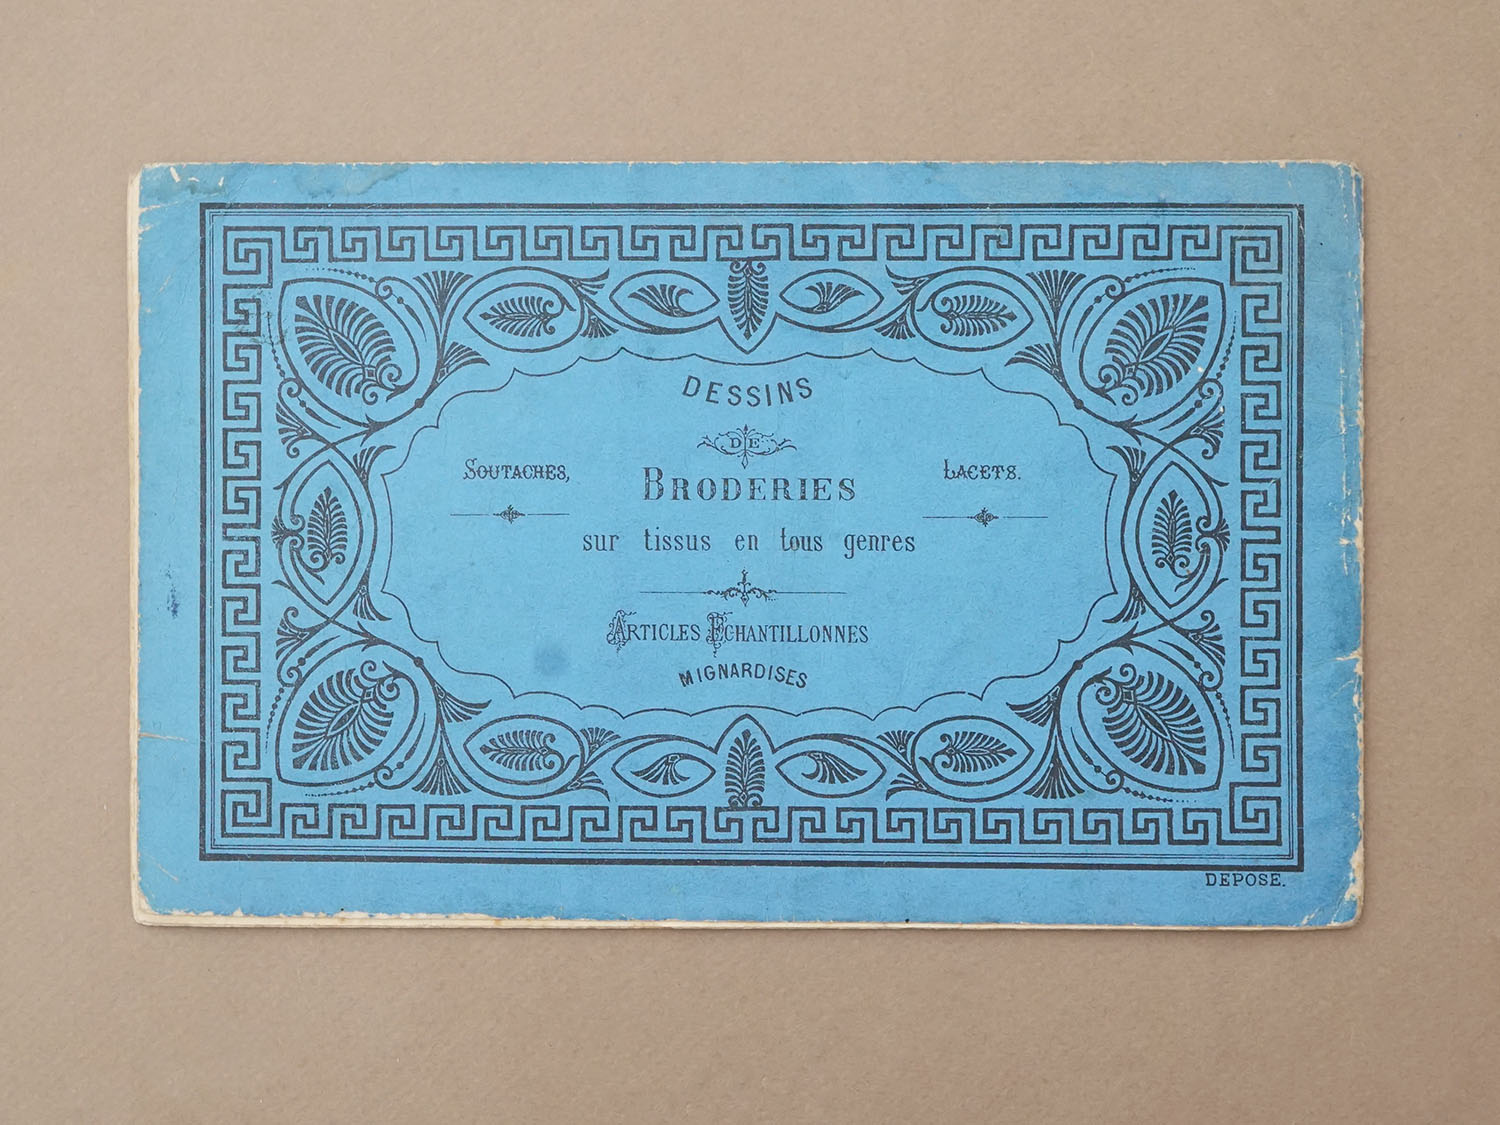 DESSINS
DE
SOUTACHES,
BRODERIES
LACETS.
sur tissus en tous genres
ARTICLES ECHANTILLONNES
MIGNARDISES
DEPOSE.